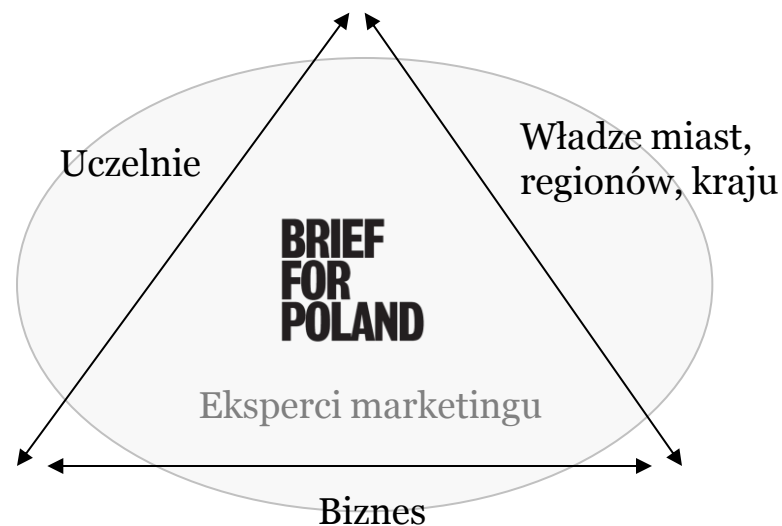 Uczelnie
Władze miast,
regionów, kraju
BRIEF
FOR
POLAND
Eksperci marketingu
Biznes